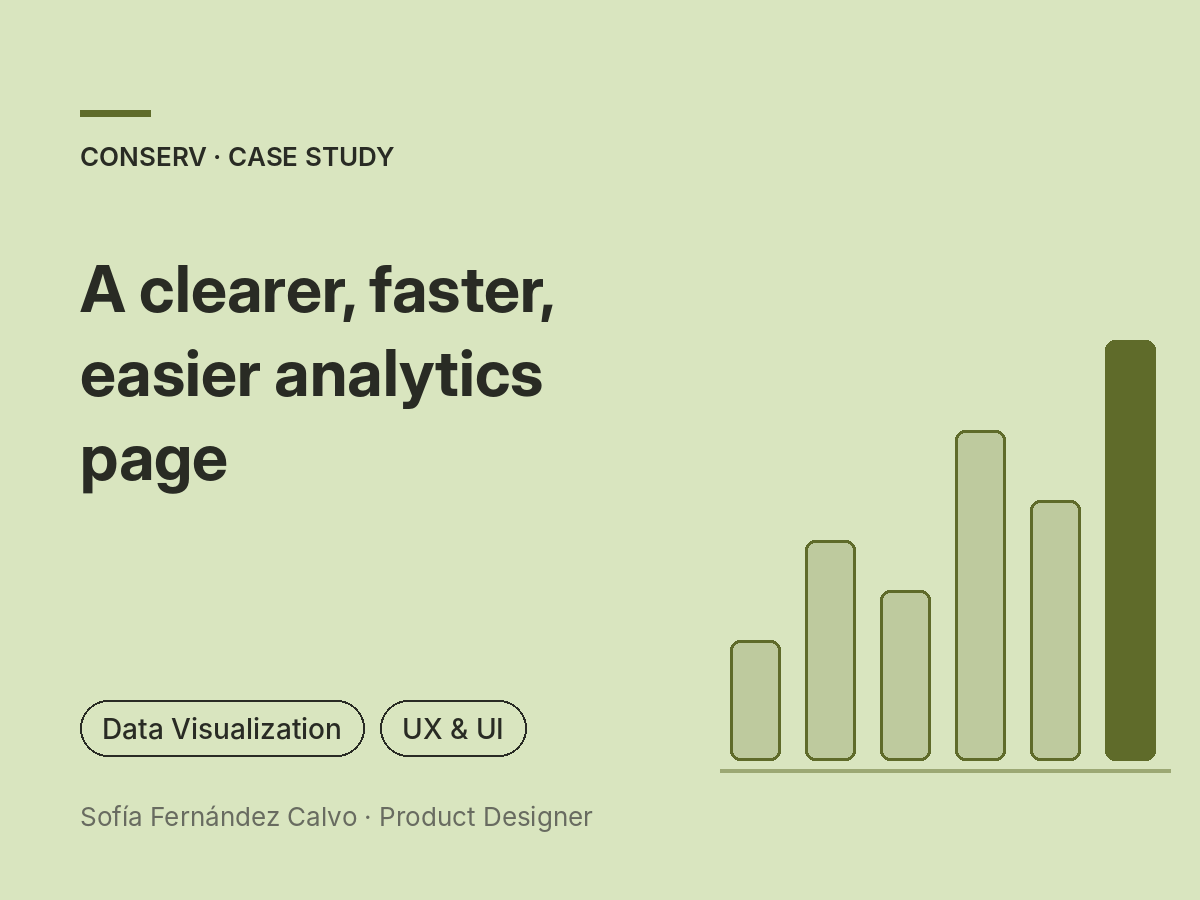 CONSERV · CASE STUDY
A clearer, faster,
easier analytics
page
Data Visualization
UX & UI
Sofía Fernández Calvo · Product Designer